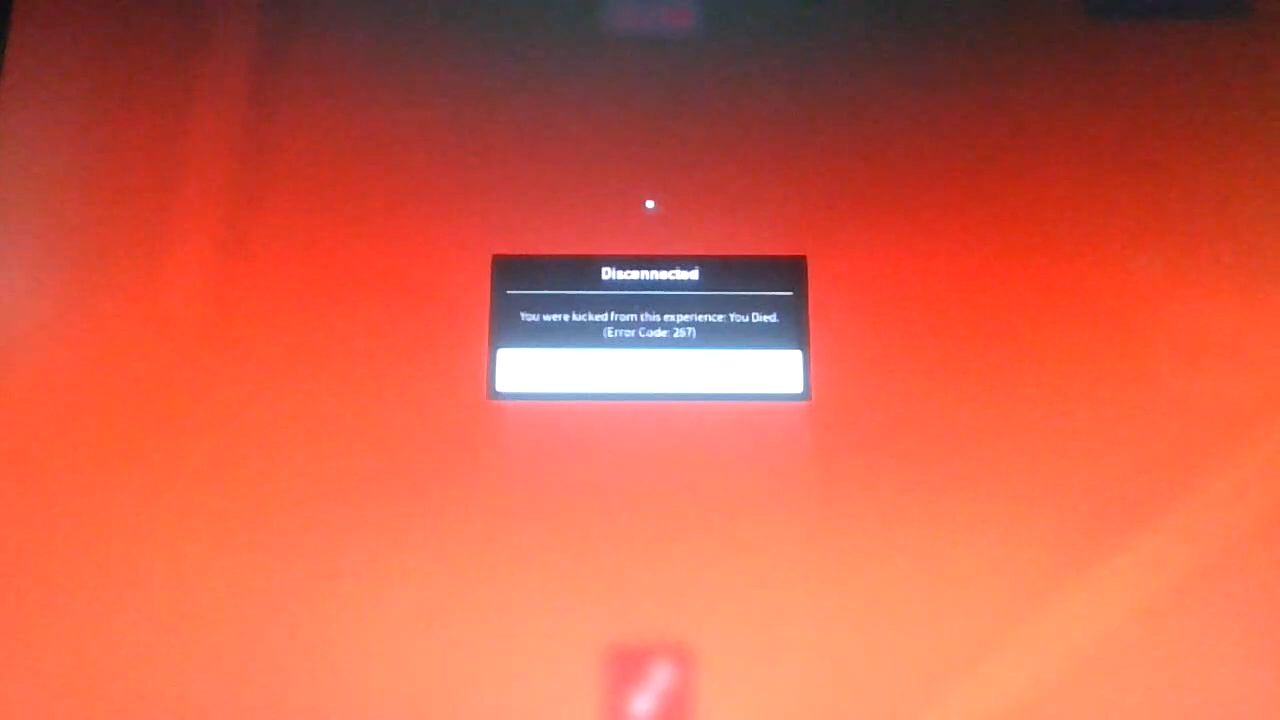 Disconnected
You were kicked from this experience: You Died.
(Error Code: 267)